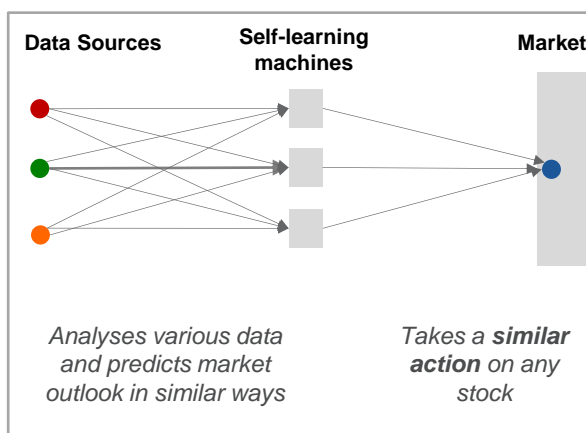 Data Sources
Self-learning
machines
Market
Analyses various data
and predicts market
outlook in similar ways
Takes a similar
action on any
stock